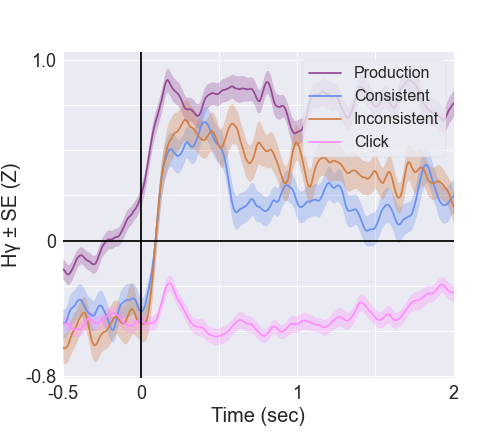 1.0
0
-0.8
Hγ ± SE (Z)
Production
Consistent
Inconsistent
Click
-0.5 0 1 2
Time (sec)